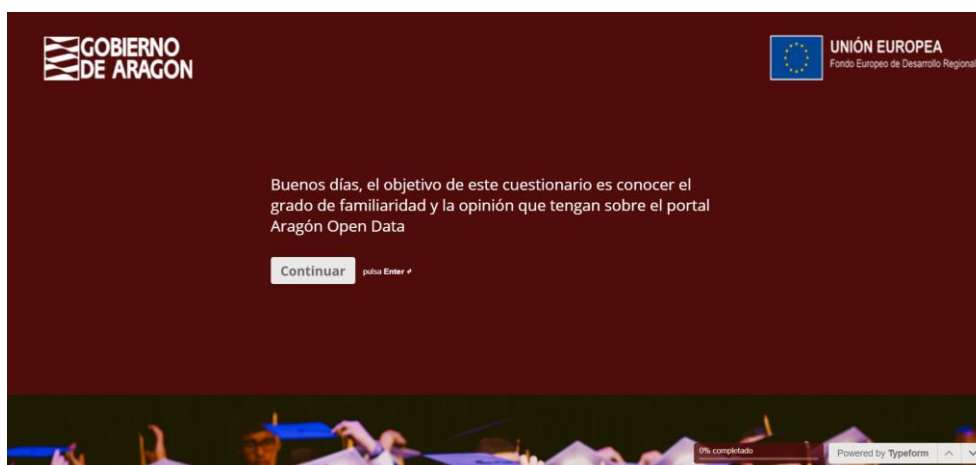 GOBIERNO
DE ARAGON
UNIÓN EUROPEA
Fondo Europeo de Desarrollo Regional
Buenos días, el objetivo de este cuestionario es conocer el
grado de familiaridad y la opinión que tengan sobre el portal
Aragón Open Data
Continuar pulsa Enter ↵
0% completado
Powered by Typeform